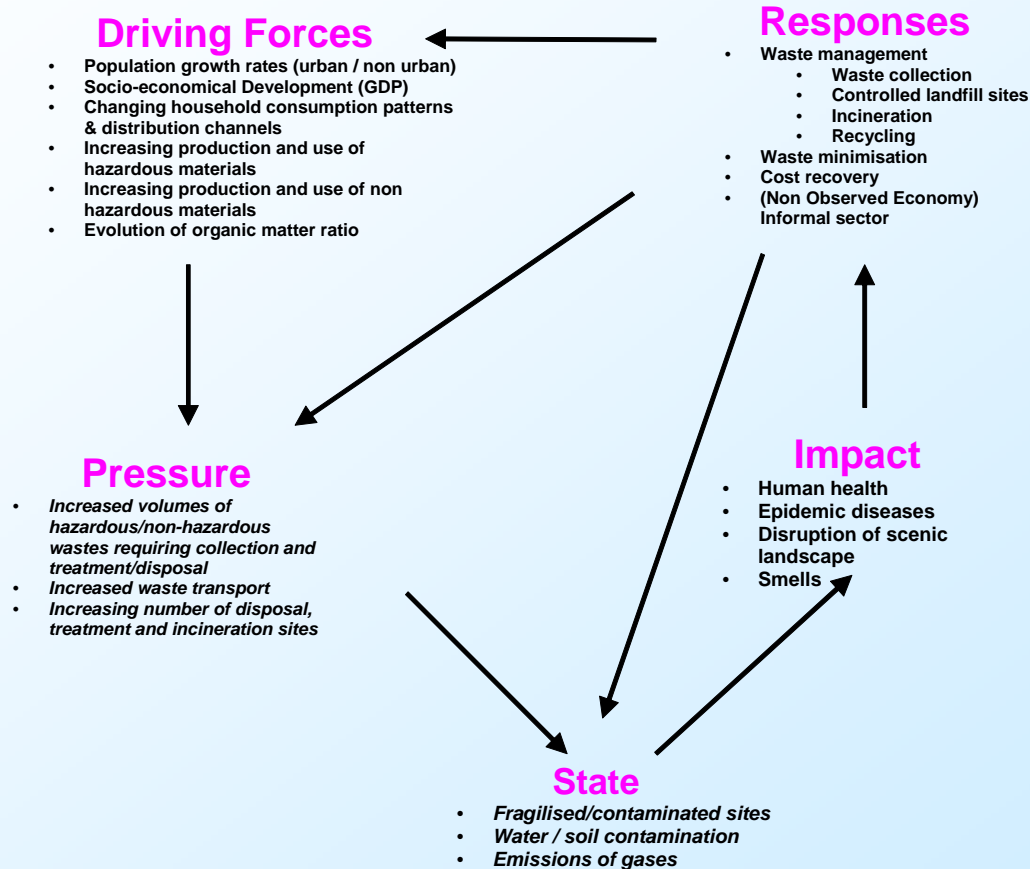 Driving Forces
• Population growth rates (urban / non urban)
• Socio-economical Development (GDP)
• Changing household consumption patterns
& distribution channels
• Increasing production and use of
hazardous materials
• Increasing production and use of non
hazardous materials
• Evolution of organic matter ratio
Responses
• Waste management
• Waste collection
• Controlled landfill sites
• Incineration
• Recycling
• Waste minimisation
• Cost recovery
• (Non Observed Economy)
Informal sector
Pressure
• Increased volumes of
hazardous/non-hazardous
wastes requiring collection and
treatment/disposal
• Increased waste transport
• Increasing number of disposal,
treatment and incineration sites
Impact
• Human health
• Epidemic diseases
• Disruption of scenic
landscape
• Smells
State
• Fragilised/contaminated sites
• Water / soil contamination
• Emissions of gases